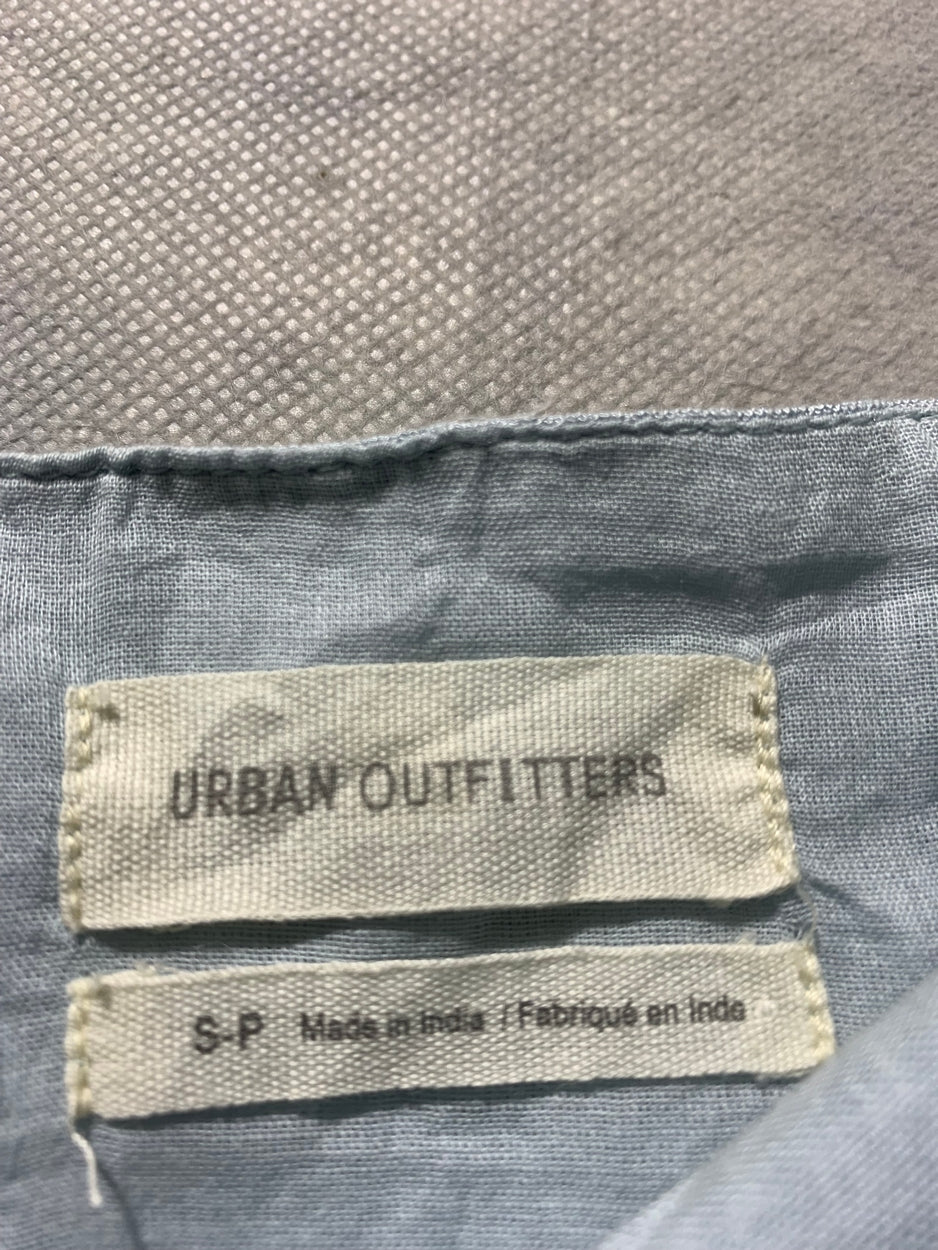 URBAN OUTFITTERS
S-P Made in India / Fabriqué en Inde